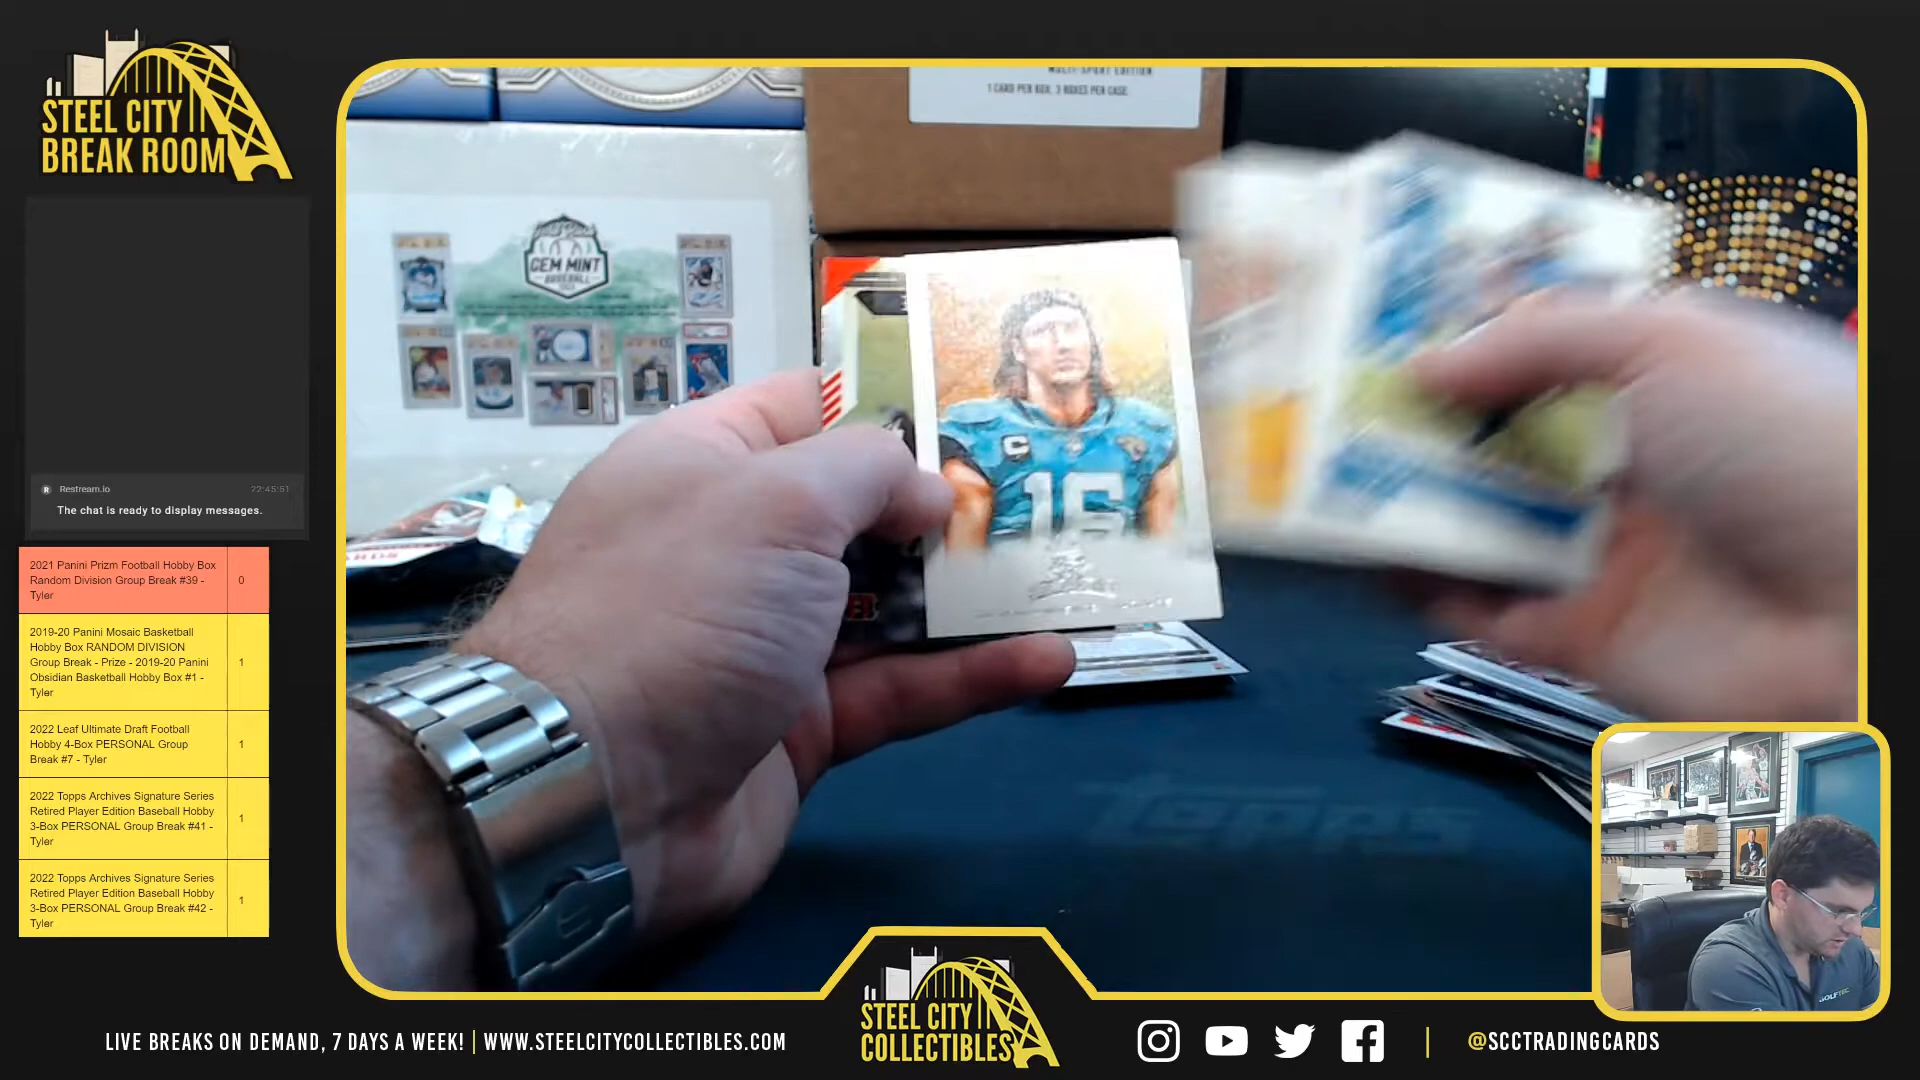 STEEL CITY
BREAK ROOM
MULTI-SPORT EDITION
1 CARD PER BOX. 3 BOXES PER CASE.
GEM MINT
BASEBALL
C
16
Restream.io 22:45:51
The chat is ready to display messages.
2021 Panini Prizm Football Hobby Box
Random Division Group Break #39 -
Tyler
0
2019-20 Panini Mosaic Basketball
Hobby Box RANDOM DIVISION
Group Break - Prize - 2019-20 Panini
Obsidian Basketball Hobby Box #1 -
Tyler
1
2022 Leaf Ultimate Draft Football
Hobby 4-Box PERSONAL Group
Break #7 - Tyler
1
2022 Topps Archives Signature Series
Retired Player Edition Baseball Hobby
3-Box PERSONAL Group Break #41 -
Tyler
1
2022 Topps Archives Signature Series
Retired Player Edition Baseball Hobby
3-Box PERSONAL Group Break #42 -
Tyler
1
Topps
GOLFTEC
STEEL CITY
COLLECTIBLES
LIVE BREAKS ON DEMAND, 7 DAYS A WEEK! | WWW.STEELCITYCOLLECTIBLES.COM
| @SCCTRADINGCARDS